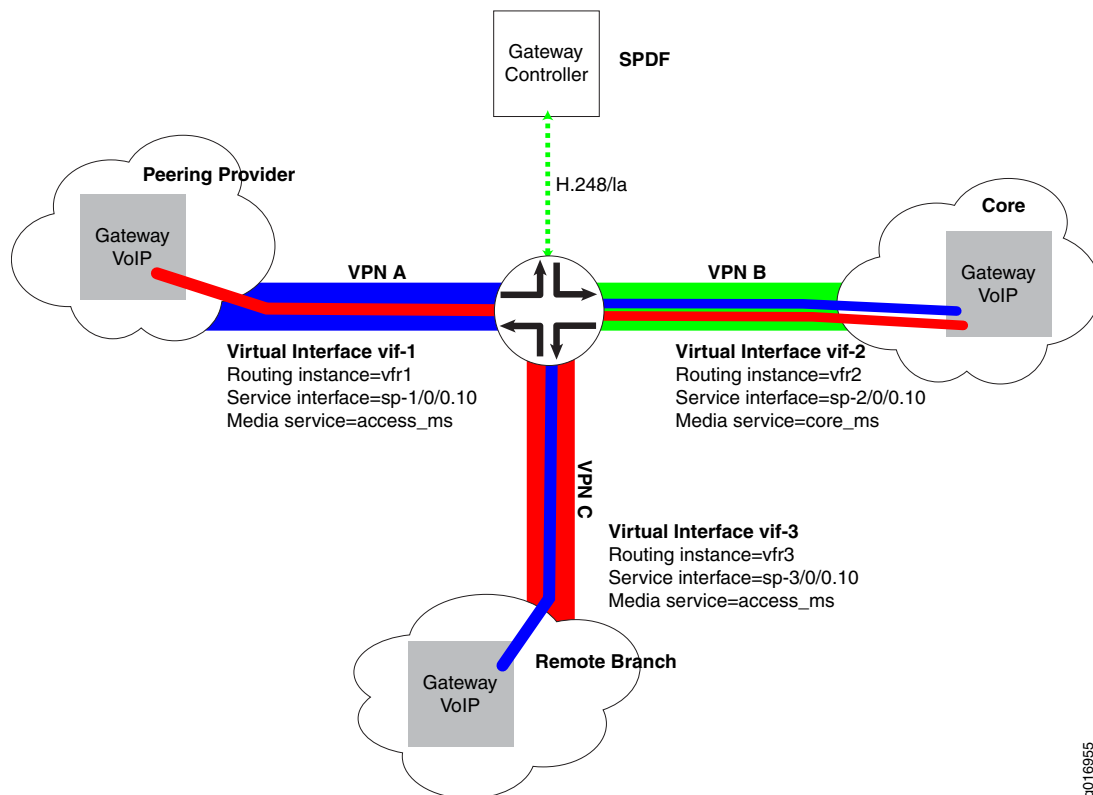 Gateway
Controller
SPDF
H.248/Ia
Peering Provider
Gateway
VoIP
Core
Gateway
VoIP
VPN A
VPN B
Virtual Interface vif-1
Routing instance=vfr1
Service interface=sp-1/0/0.10
Media service=access_ms
Virtual Interface vif-2
Routing instance=vfr2
Service interface=sp-2/0/0.10
Media service=core_ms
VPN C
Virtual Interface vif-3
Routing instance=vfr3
Service interface=sp-3/0/0.10
Media service=access_ms
Remote Branch
Gateway
VoIP
g016955